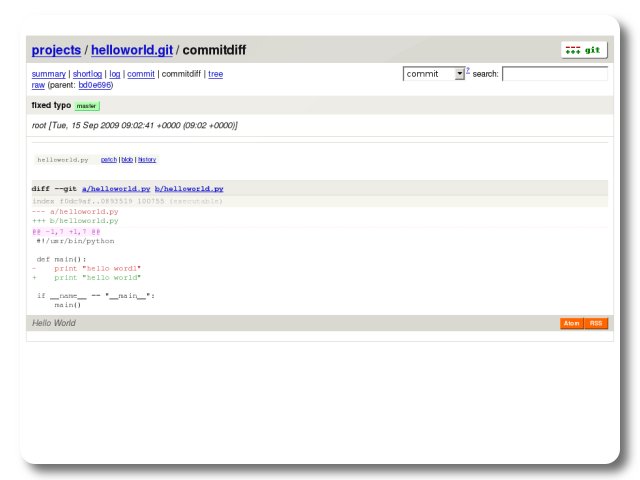 projects / helloworld.git / commitdiff
git
summary | shortlog | log | commit | commitdiff | tree
commit ? search:
raw (parent: bd0e696)
fixed typo master
root [Tue, 15 Sep 2009 09:02:41 +0000 (09:02 +0000)]
helloworld.py patch | blob | history
diff --git a/helloworld.py b/helloworld.py
index f0dc9af..0893519 100755 (executable)
--- a/helloworld.py
+++ b/helloworld.py
@@ -1,7 +1,7 @@
#!/usr/bin/python
def main():
-    print "hello wordl"
+    print "hello world"
if __name__ == "__main__":
main()
Hello World
Atom RSS